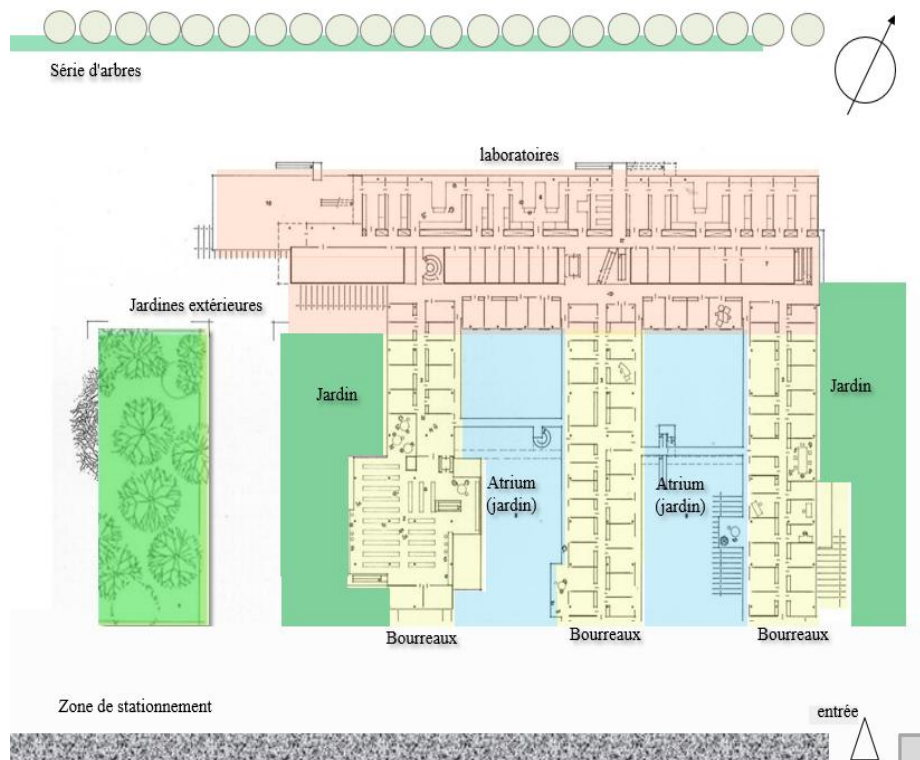 Série d'arbres
laboratoires
Jardines extérieures
Jardin
Jardin
Atrium
(jardin)
Atrium
(jardin)
Bourreaux
Bourreaux
Bourreaux
Zone de stationnement
entrée